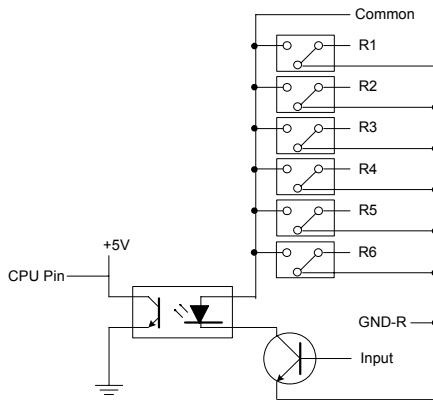 Common
R1
R2
R3
R4
R5
R6
+5V
CPU Pin
GND-R
Input